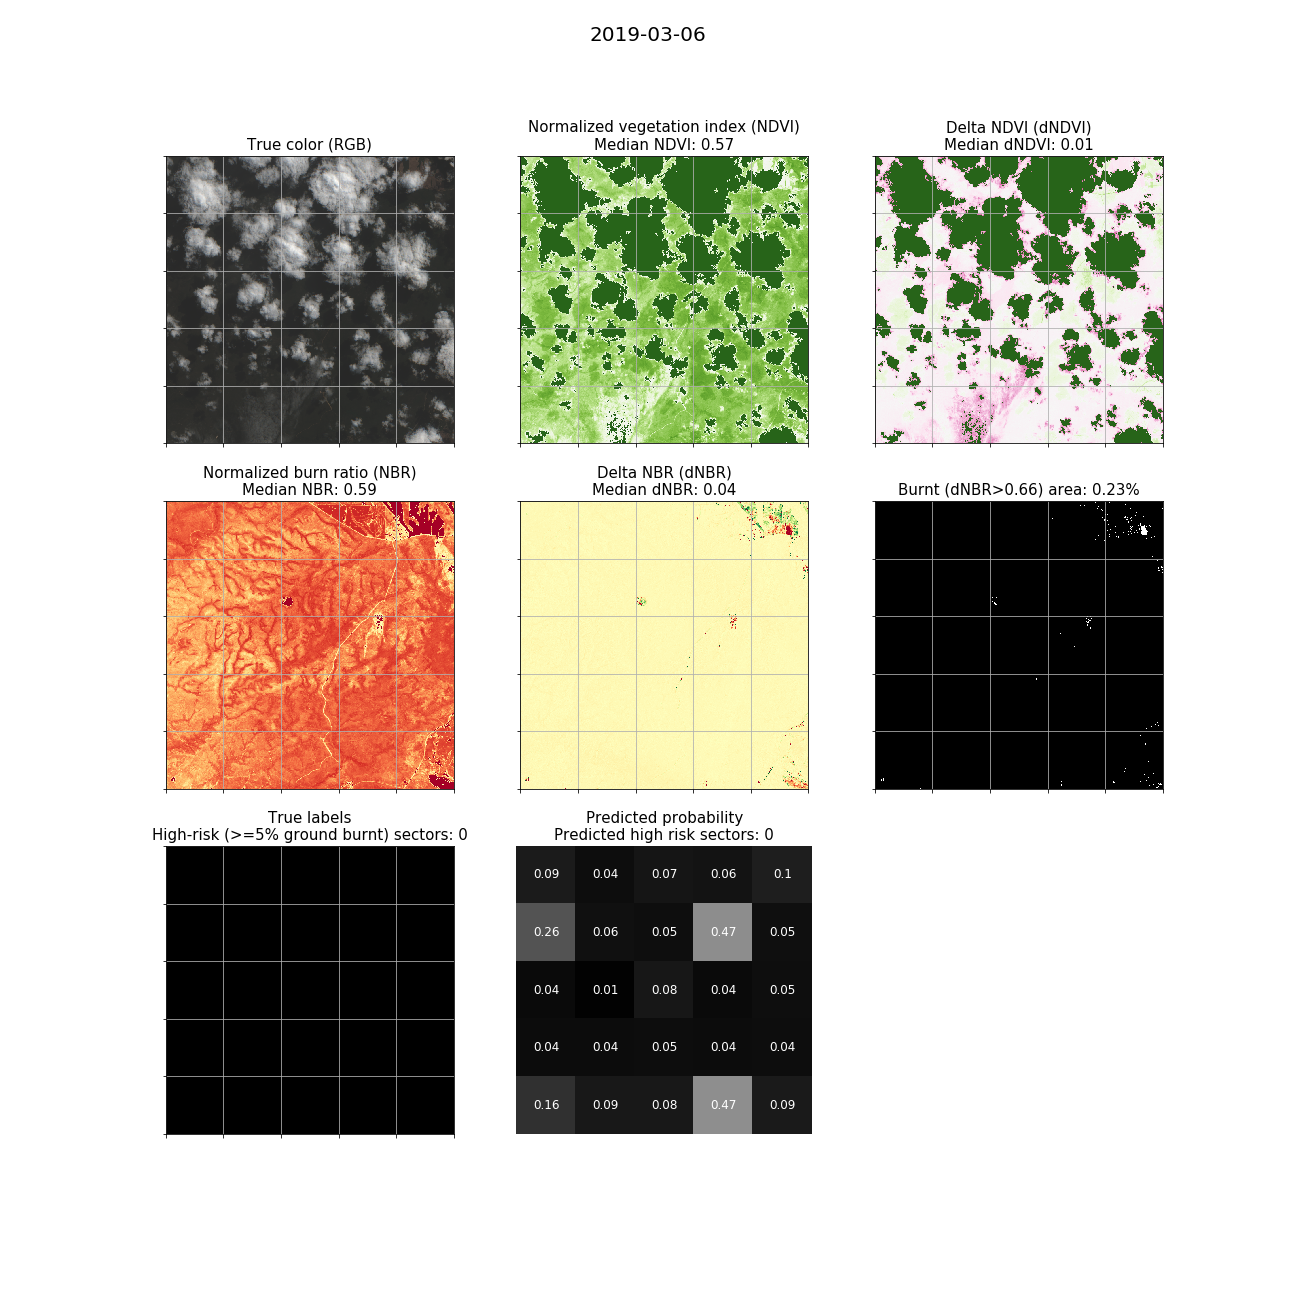 2019-03-06
True color (RGB)
Normalized vegetation index (NDVI)
Median NDVI: 0.57
Delta NDVI (dNDVI)
Median dNDVI: 0.01
Normalized burn ratio (NBR)
Median NBR: 0.59
Delta NBR (dNBR)
Median dNBR: 0.04
Burnt (dNBR>0.66) area: 0.23%
True labels
High-risk (>=5% ground burnt) sectors: 0
Predicted probability
Predicted high risk sectors: 0
0.09 0.04 0.07 0.06 0.1
0.26 0.06 0.05 0.47 0.05
0.04 0.01 0.08 0.04 0.05
0.04 0.04 0.05 0.04 0.04
0.16 0.09 0.08 0.47 0.09